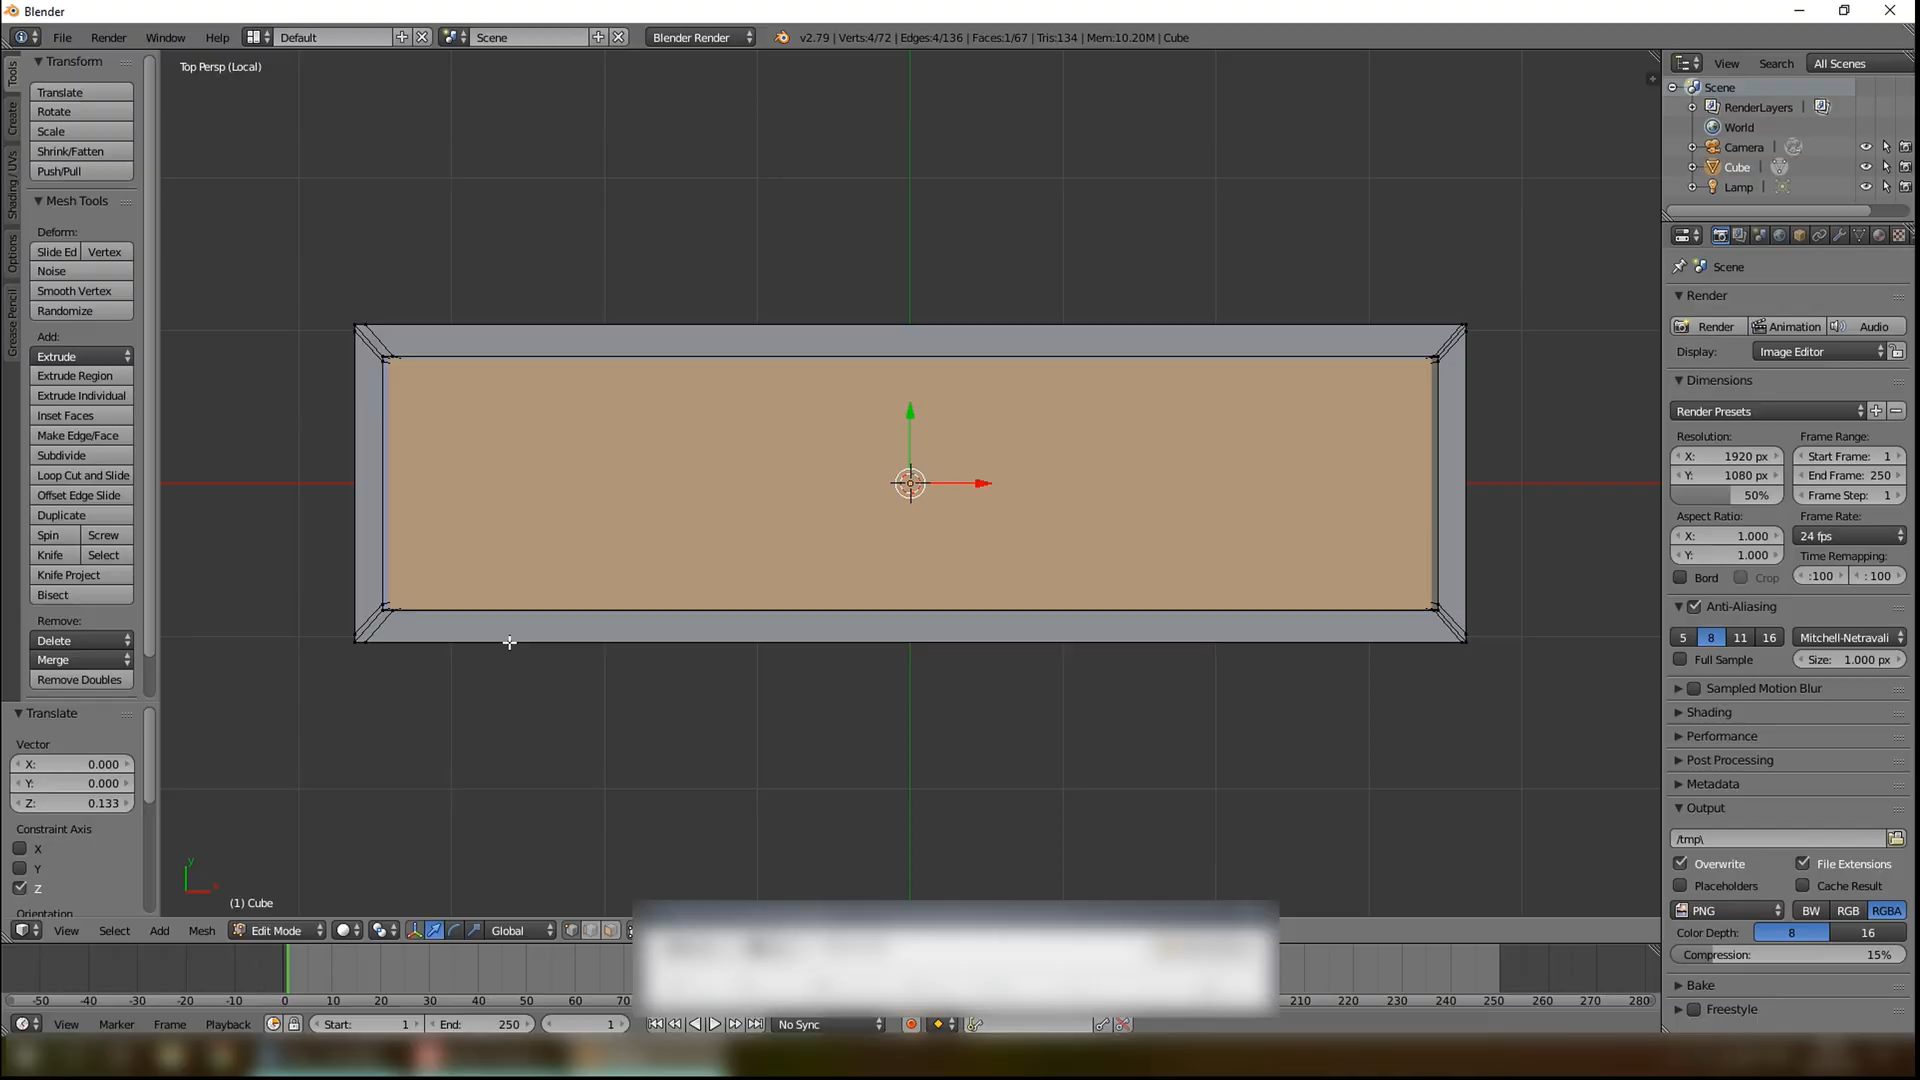 Blender
File Render Window Help Default Scene Blender Render v2.79 | Verts:4/72 | Edges:4/136 | Faces:1/67 | Tris:134 | Mem:10.20M | Cube
Top Persp (Local)
Tools
Create
Shading / UVs
Options
Grease Pencil
Transform
Translate
Rotate
Scale
Shrink/Fatten
Push/Pull
Mesh Tools
Deform:
Slide Ed Vertex
Noise
Smooth Vertex
Randomize
Add:
Extrude
Extrude Region
Extrude Individual
Inset Faces
Make Edge/Face
Subdivide
Loop Cut and Slide
Offset Edge Slide
Duplicate
Spin Screw
Knife Select
Knife Project
Bisect
Remove:
Delete
Merge
Remove Doubles
Translate
Vector
X: 0.000
Y: 0.000
Z: 0.133
Constraint Axis
X
Y
Z
Orientation
y
(1) Cube
View Select Add Mesh Edit Mode Global
-50 -40 -30 -20 -10 0 10 20 30 40 50 60 70 210 220 230 240 250 260 270 280
View Marker Frame Playback Start: 1 End: 250 1 No Sync
View Search All Scenes
Scene
RenderLayers
World
Camera
Cube
Lamp
Scene
Render
Render Animation Audio
Display: Image Editor
Dimensions
Render Presets
Resolution: Frame Range:
X: 1920 px Start Frame: 1
Y: 1080 px End Frame: 250
50% Frame Step: 1
Aspect Ratio: Frame Rate:
X: 1.000 24 fps
Y: 1.000 Time Remapping:
Bord Crop :100 : 100
Anti-Aliasing
5 8 11 16 Mitchell-Netravali
Full Sample Size: 1.000 px
Sampled Motion Blur
Shading
Performance
Post Processing
Metadata
Output
/tmp\
Overwrite File Extensions
Placeholders Cache Result
PNG BW RGB RGBA
Color Depth: 8 16
Compression: 15%
Bake
Freestyle